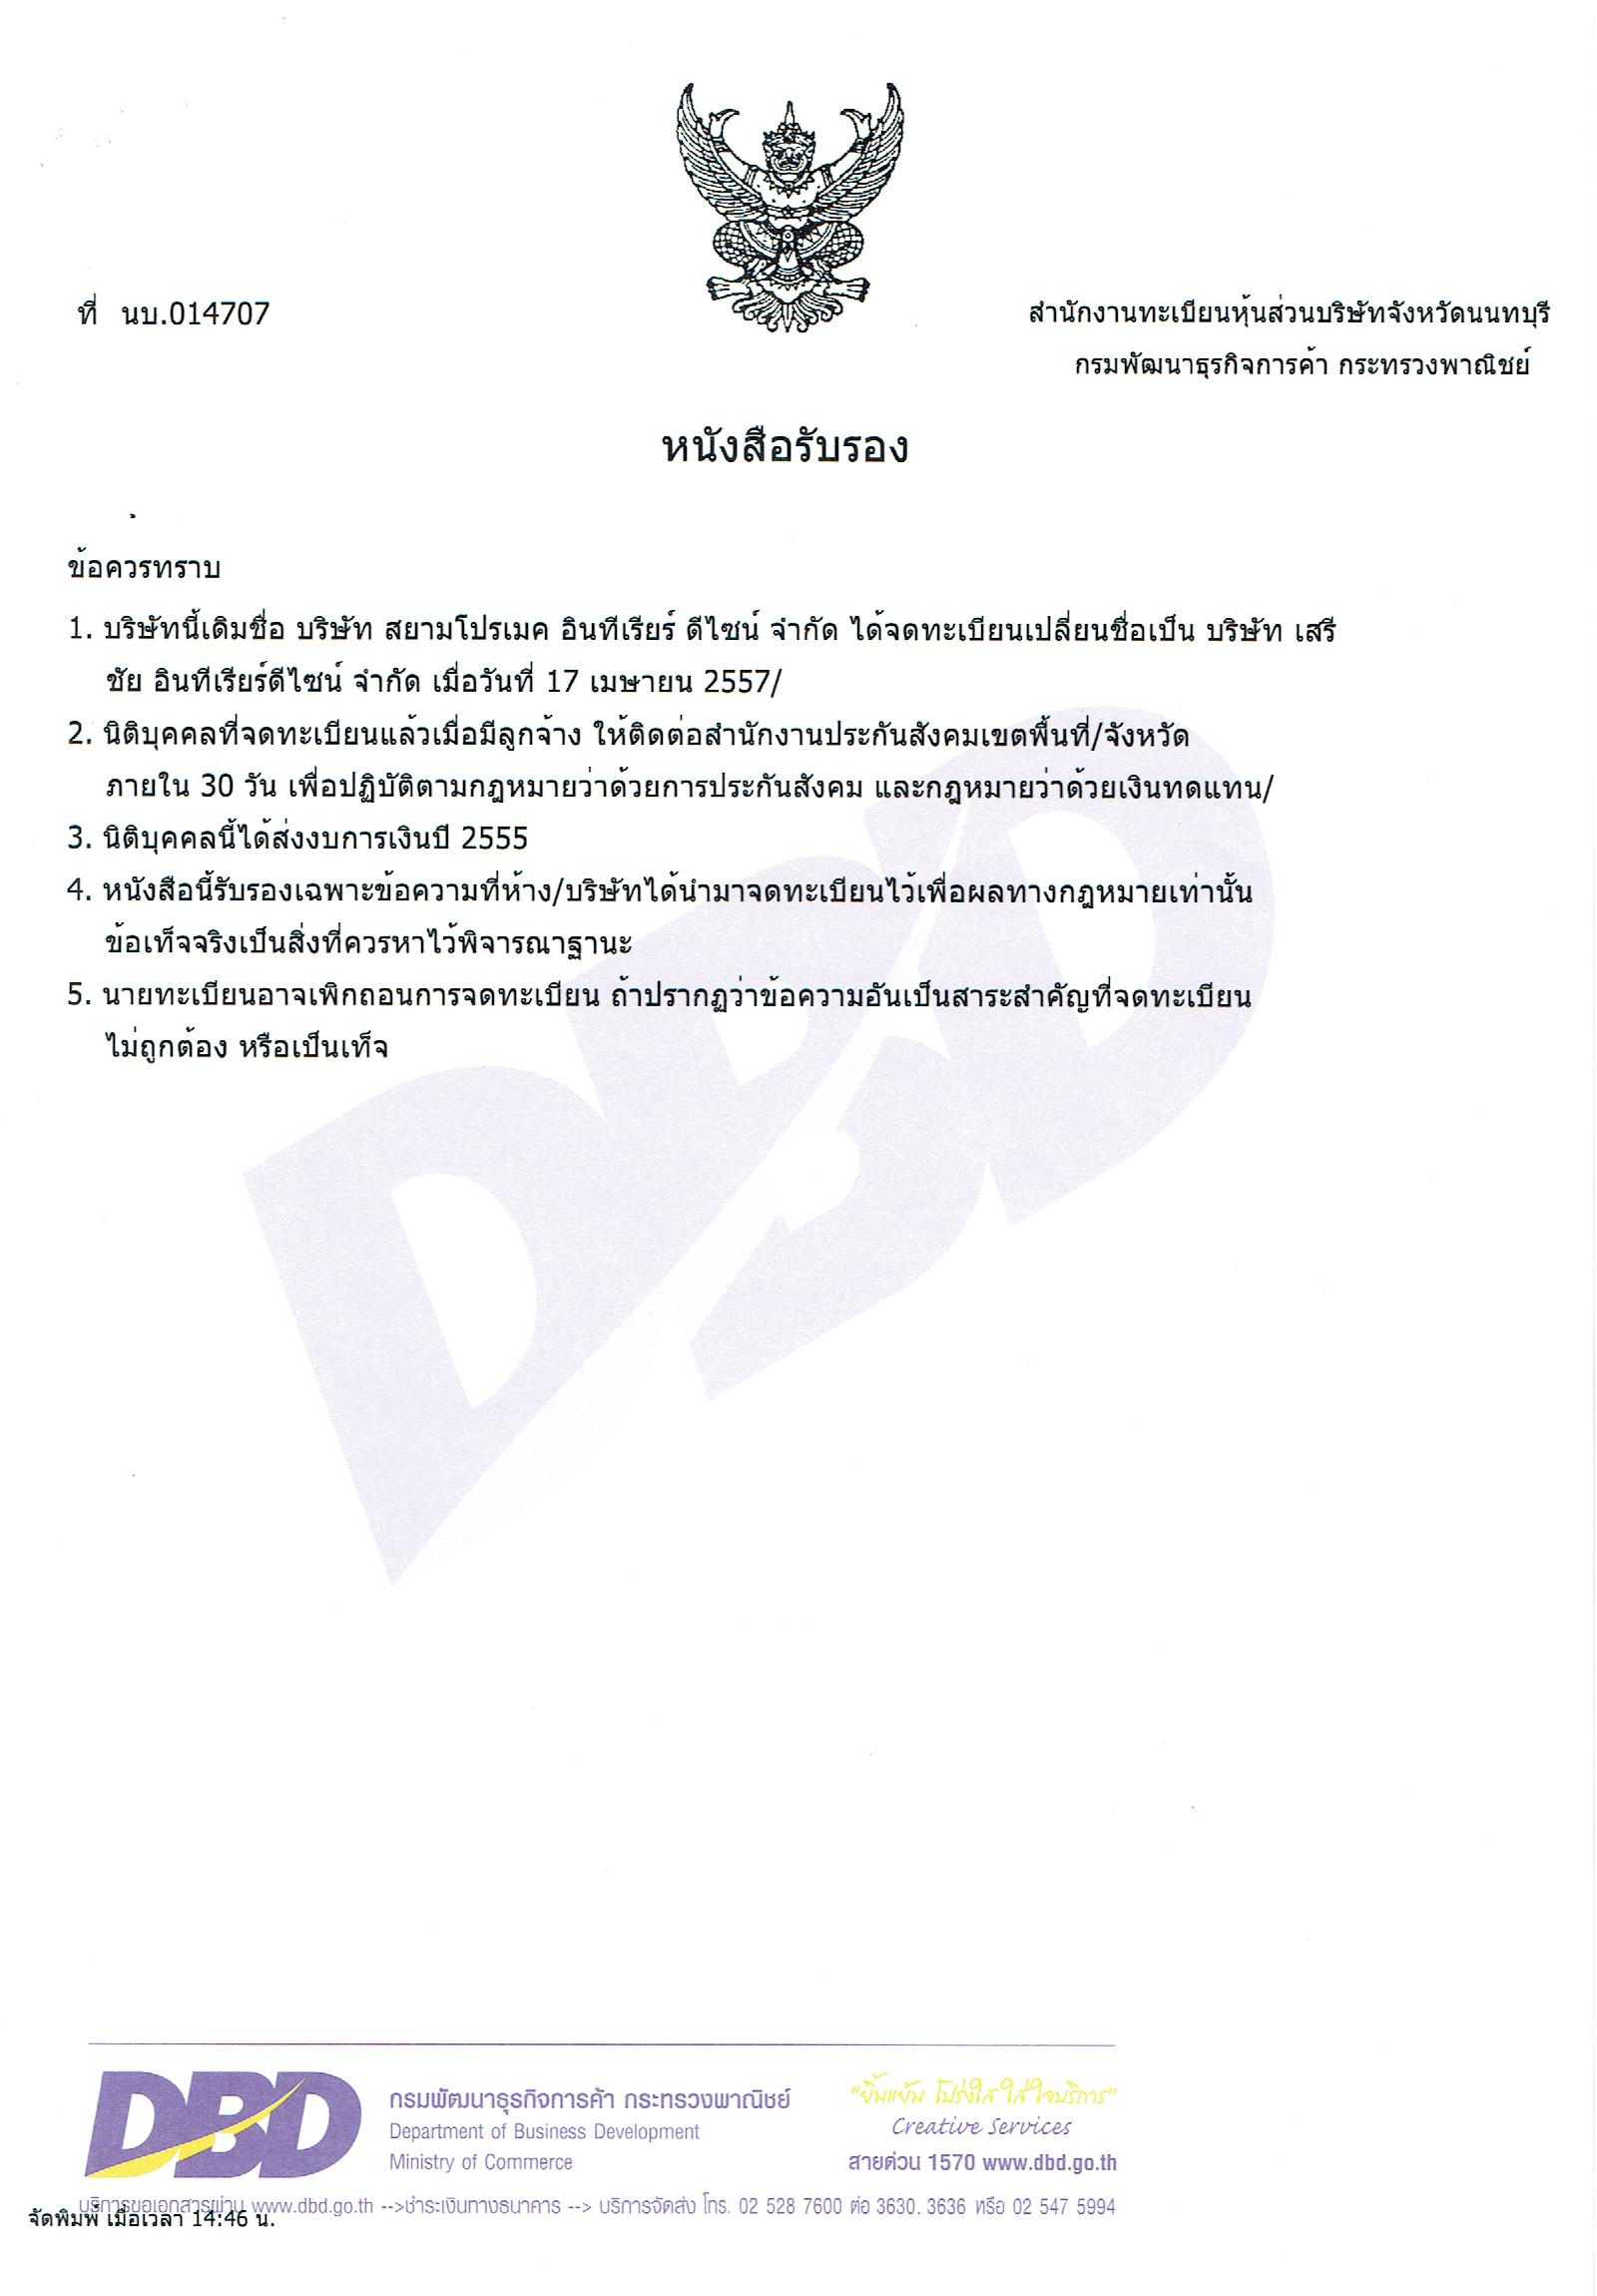 ที่ นบ.014707
สำนักงานทะเบียนหุ้นส่วนบริษัทจังหวัดนนทบุรี
กรมพัฒนาธุรกิจการค้า กระทรวงพาณิชย์
หนังสือรับรอง
ข้อควรทราบ
1. บริษัทนี้เดิมชื่อ บริษัท สยามโปรเมค อินทีเรียร์ ดีไซน์ จำกัด ได้จดทะเบียนเปลี่ยนชื่อเป็น บริษัท เสรี
ชัย อินทีเรียร์ดีไซน์ จำกัด เมื่อวันที่ 17 เมษายน 2557/
2. นิติบุคคลที่จดทะเบียนแล้วเมื่อมีลูกจ้าง ให้ติดต่อสำนักงานประกันสังคมเขตพื้นที่/จังหวัด
ภายใน 30 วัน เพื่อปฏิบัติตามกฎหมายว่าด้วยการประกันสังคม และกฎหมายว่าด้วยเงินทดแทน/
3. นิติบุคคลนี้ได้ส่งงบการเงินปี 2555
4. หนังสือนี้รับรองเฉพาะข้อความที่ห้าง/บริษัทได้นำมาจดทะเบียนไว้เพื่อผลทางกฎหมายเท่านั้น
ข้อเท็จจริงเป็นสิ่งที่ควรหาไว้พิจารณาฐานะ
5. นายทะเบียนอาจเพิกถอนการจดทะเบียน ถ้าปรากฏว่าข้อความอันเป็นสาระสำคัญที่จดทะเบียน
ไม่ถูกต้อง หรือเป็นเท็จ
DBD
DBD
กรมพัฒนาธุรกิจการค้า กระทรวงพาณิชย์
Department of Business Development
Ministry of Commerce
"ยิ้มแย้ม โปร่งใส ใส่ใจบริการ"
Creative Services
สายด่วน 1570 www.dbd.go.th
บริการขอเอกสารผ่าน www.dbd.go.th -->ชำระเงินทางธนาคาร --> บริการจัดส่ง โทร. 02 528 7600 ต่อ 3630, 3636 หรือ 02 547 5994
จัดพิมพ์ เมื่อเวลา 14:46 น.